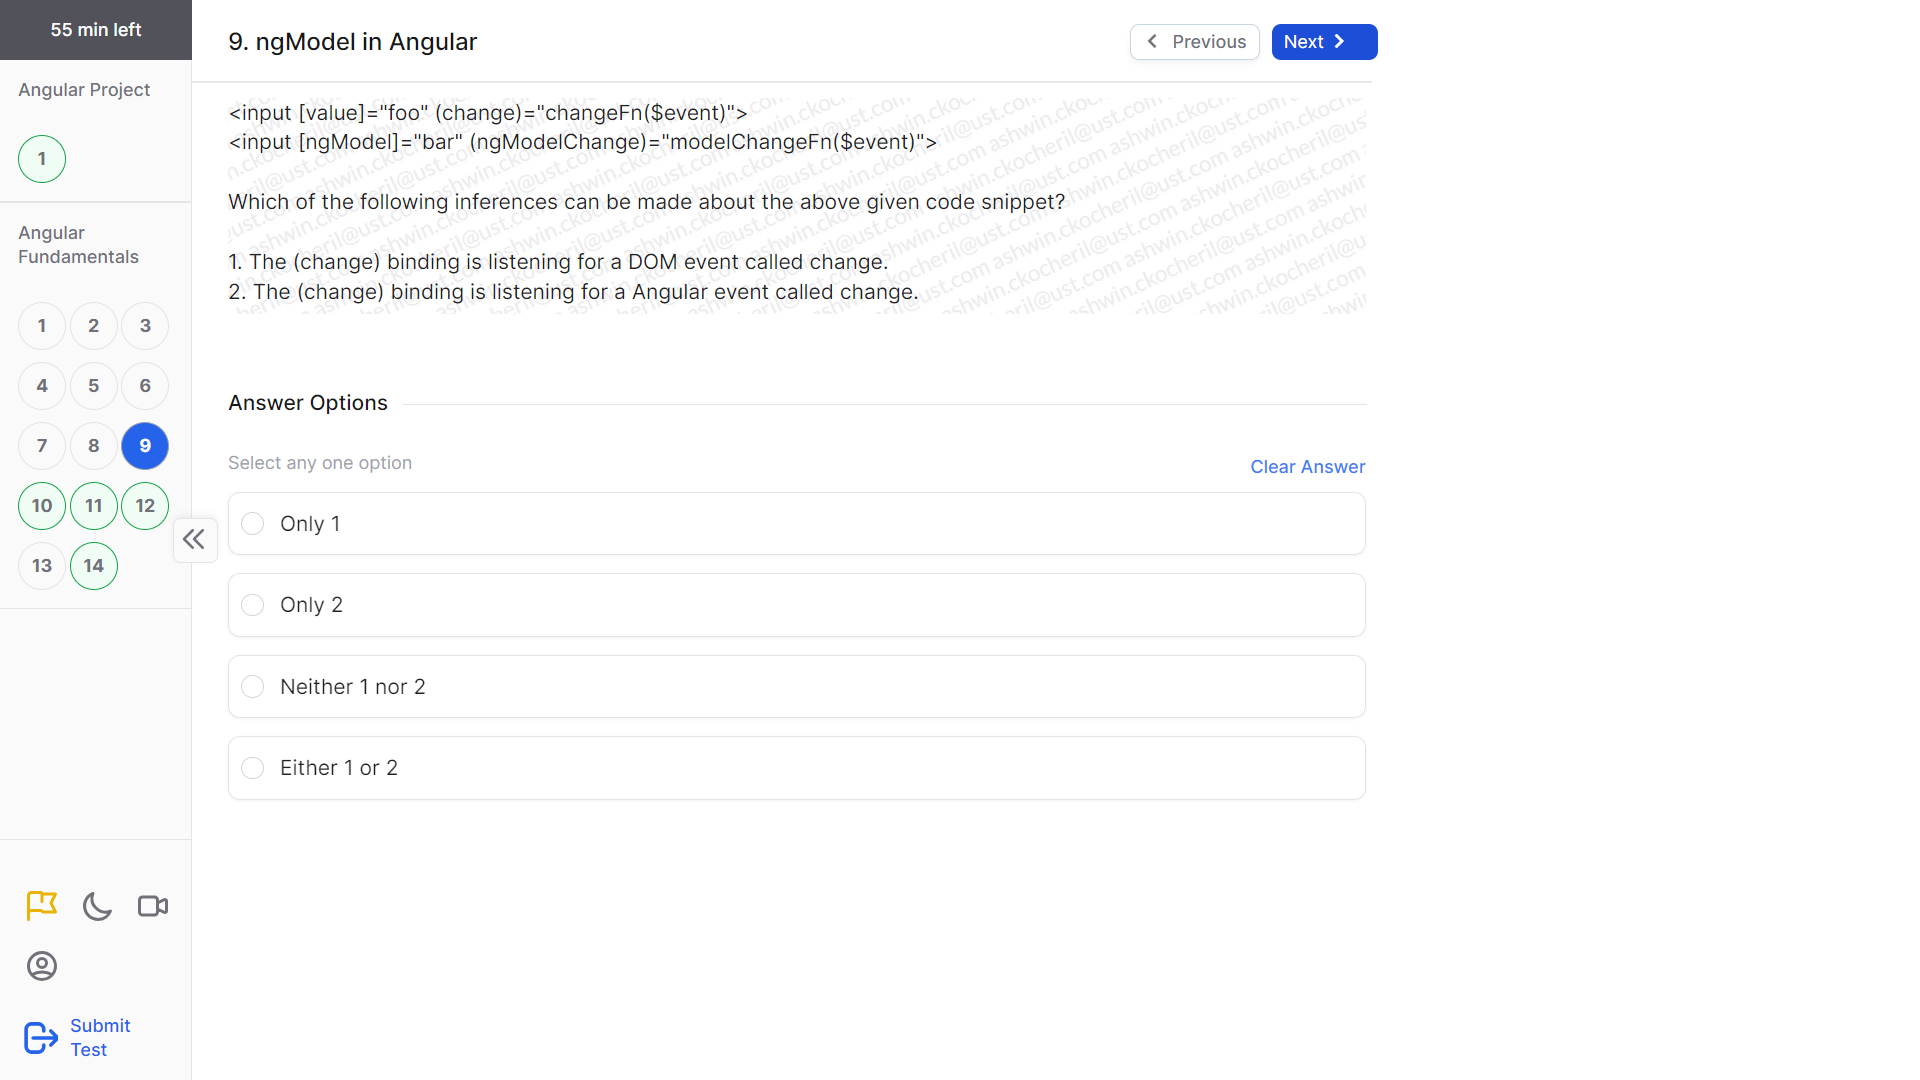 55 min left
9. ngModel in Angular
Previous
Next
Angular Project
1
Angular
Fundamentals
1
2
3
4
5
6
7
8
9
10
11
12
13
14
<input [value]="foo" (change)="changeFn($event)">
<input [ngModel]="bar" (ngModelChange)="modelChangeFn($event)">
Which of the following inferences can be made about the above given code snippet?
1. The (change) binding is listening for a DOM event called change.
2. The (change) binding is listening for a Angular event called change.
ashwin.ckocheril@ust.com
Answer Options
Select any one option
Clear Answer
Only 1
Only 2
Neither 1 nor 2
Either 1 or 2
Submit
Test